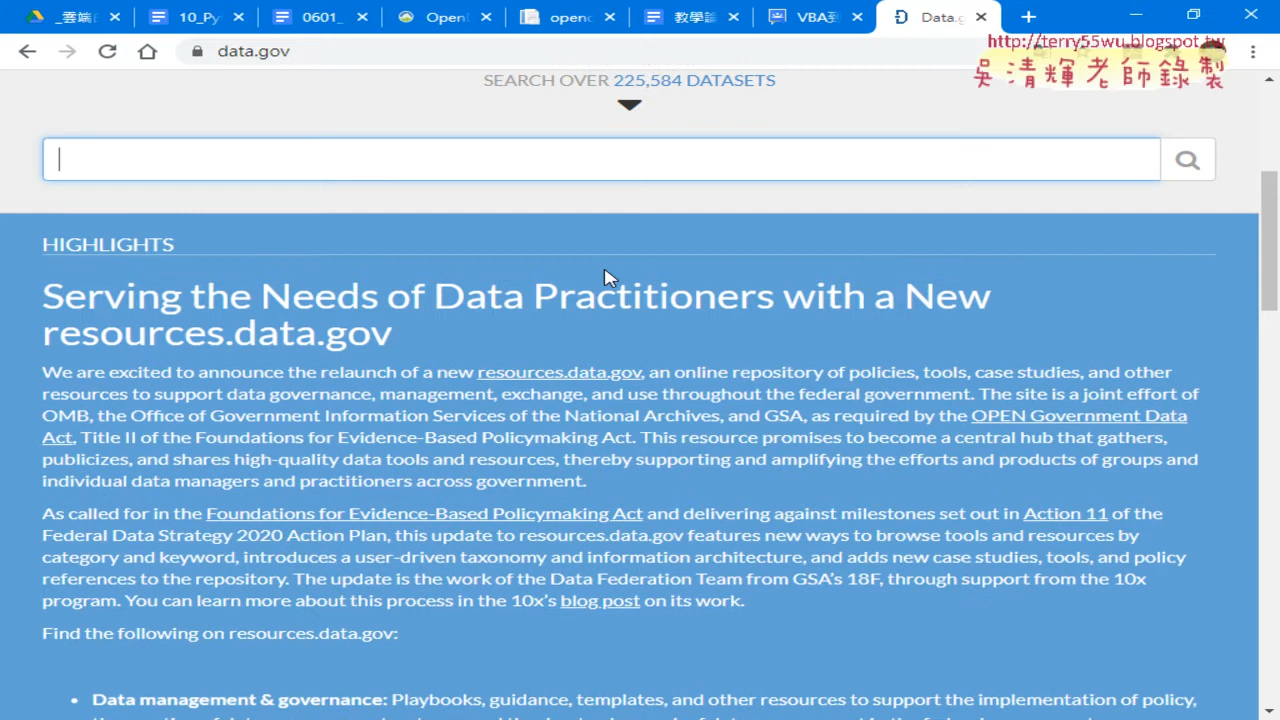 _雲端
10_Py
0601_
Open
openc
教學論
VBA到
Data.g
data.gov
http://terry55wu.blogspot.tw
吳清輝老師錄製
SEARCH OVER 225,584 DATASETS
HIGHLIGHTS
Serving the Needs of Data Practitioners with a New
resources.data.gov
We are excited to announce the relaunch of a new resources.data.gov, an online repository of policies, tools, case studies, and other
resources to support data governance, management, exchange, and use throughout the federal government. The site is a joint effort of
OMB, the Office of Government Information Services of the National Archives, and GSA, as required by the OPEN Government Data
Act, Title II of the Foundations for Evidence-Based Policymaking Act. This resource promises to become a central hub that gathers,
publicizes, and shares high-quality data tools and resources, thereby supporting and amplifying the efforts and products of groups and
individual data managers and practitioners across government.
As called for in the Foundations for Evidence-Based Policymaking Act and delivering against milestones set out in Action 11 of the
Federal Data Strategy 2020 Action Plan, this update to resources.data.gov features new ways to browse tools and resources by
category and keyword, introduces a user-driven taxonomy and information architecture, and adds new case studies, tools, and policy
references to the repository. The update is the work of the Data Federation Team from GSA's 18F, through support from the 10x
program. You can learn more about this process in the 10x's blog post on its work.
Find the following on resources.data.gov:
• Data management & governance: Playbooks, guidance, templates, and other resources to support the implementation of policy,